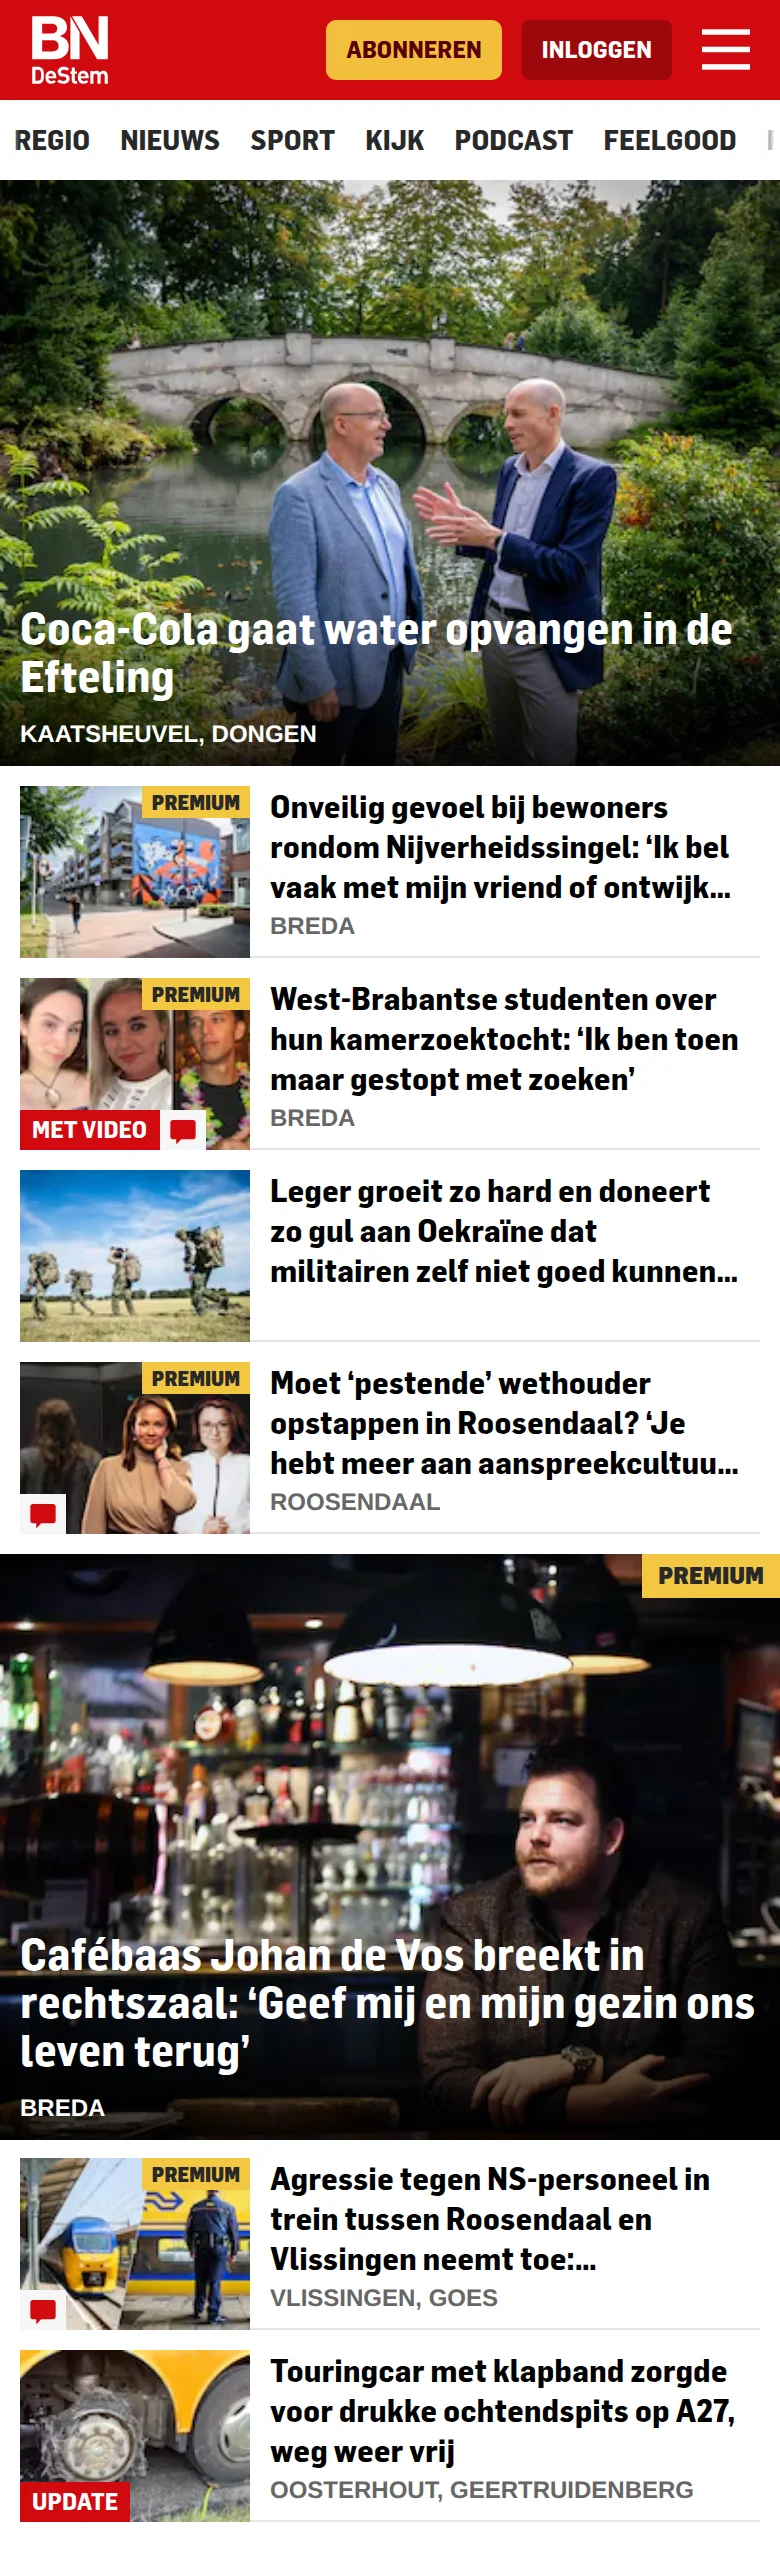 BN
DeStem
ABONNEREN
INLOGGEN
REGIO NIEUWS SPORT KIJK PODCAST FEELGOOD
Coca-Cola gaat water opvangen in de
Efteling
KAATSHEUVEL, DONGEN
PREMIUM
Onveilig gevoel bij bewoners
rondom Nijverheidssingel: ‘Ik bel
vaak met mijn vriend of ontwijk...
BREDA
PREMIUM
MET VIDEO
West-Brabantse studenten over
hun kamerzoektocht: ‘Ik ben toen
maar gestopt met zoeken’
BREDA
Leger groeit zo hard en doneert
zo gul aan Oekraïne dat
militairen zelf niet goed kunnen...
PREMIUM
Moet ‘pestende’ wethouder
opstappen in Roosendaal? ‘Je
hebt meer aan aanspreekcultuu...
ROOSENDAAL
PREMIUM
Cafébaas Johan de Vos breekt in
rechtszaal: ‘Geef mij en mijn gezin ons
leven terug’
BREDA
PREMIUM
Agressie tegen NS-personeel in
trein tussen Roosendaal en
Vlissingen neemt toe:...
VLISSINGEN, GOES
UPDATE
Touringcar met klapband zorgde
voor drukke ochtendspits op A27,
weg weer vrij
OOSTERHOUT, GEERTRUIDENBERG